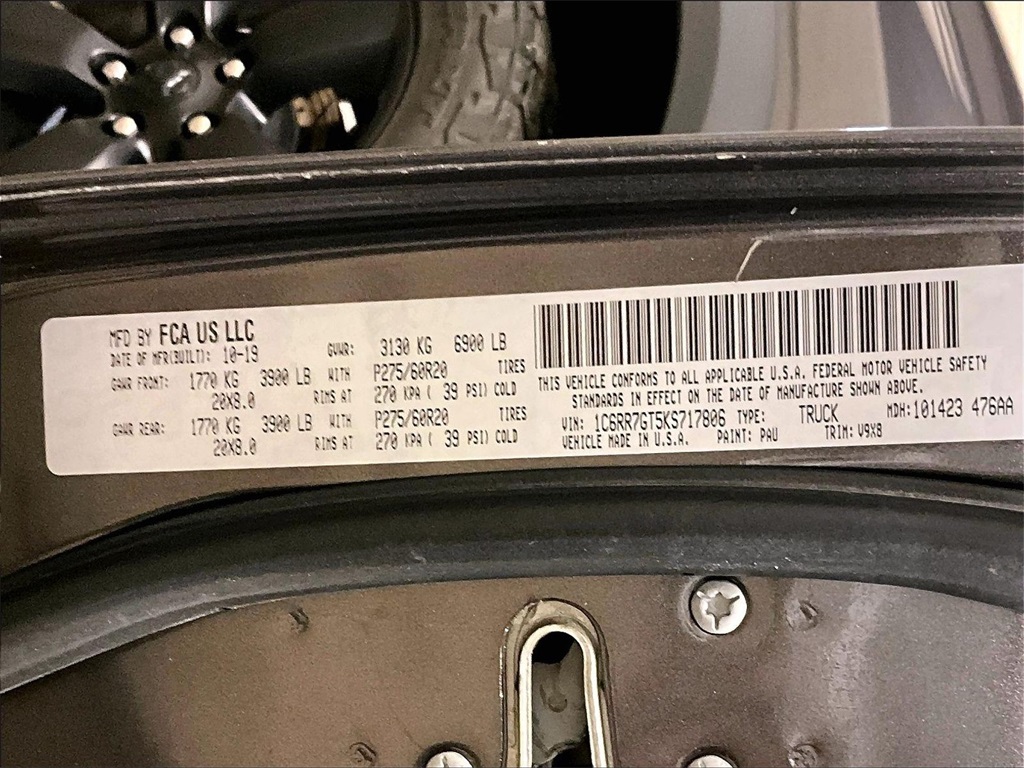 MFD BY FCA US LLC
DATE OF MFR(BUILT): 10-19 GVWR: 3130 KG 6900 LB
GAWR FRONT: 1770 KG 3900 LB WITH P275/60R20 TIRES
20X8.0 RIMS AT 270 KPA ( 39 PSI) COLD
GAWR REAR: 1770 KG 3900 LB WITH P275/60R20 TIRES
20X8.0 RIMS AT 270 KPA ( 39 PSI) COLD
THIS VEHICLE CONFORMS TO ALL APPLICABLE U.S.A. FEDERAL MOTOR VEHICLE SAFETY
STANDARDS IN EFFECT ON THE DATE OF MANUFACTURE SHOWN ABOVE.
VIN: 1C6RR7GT5KS717806 TYPE: TRUCK MDH:101423 476AA
VEHICLE MADE IN U.S.A. PAINT: PAU TRIM: V9X8